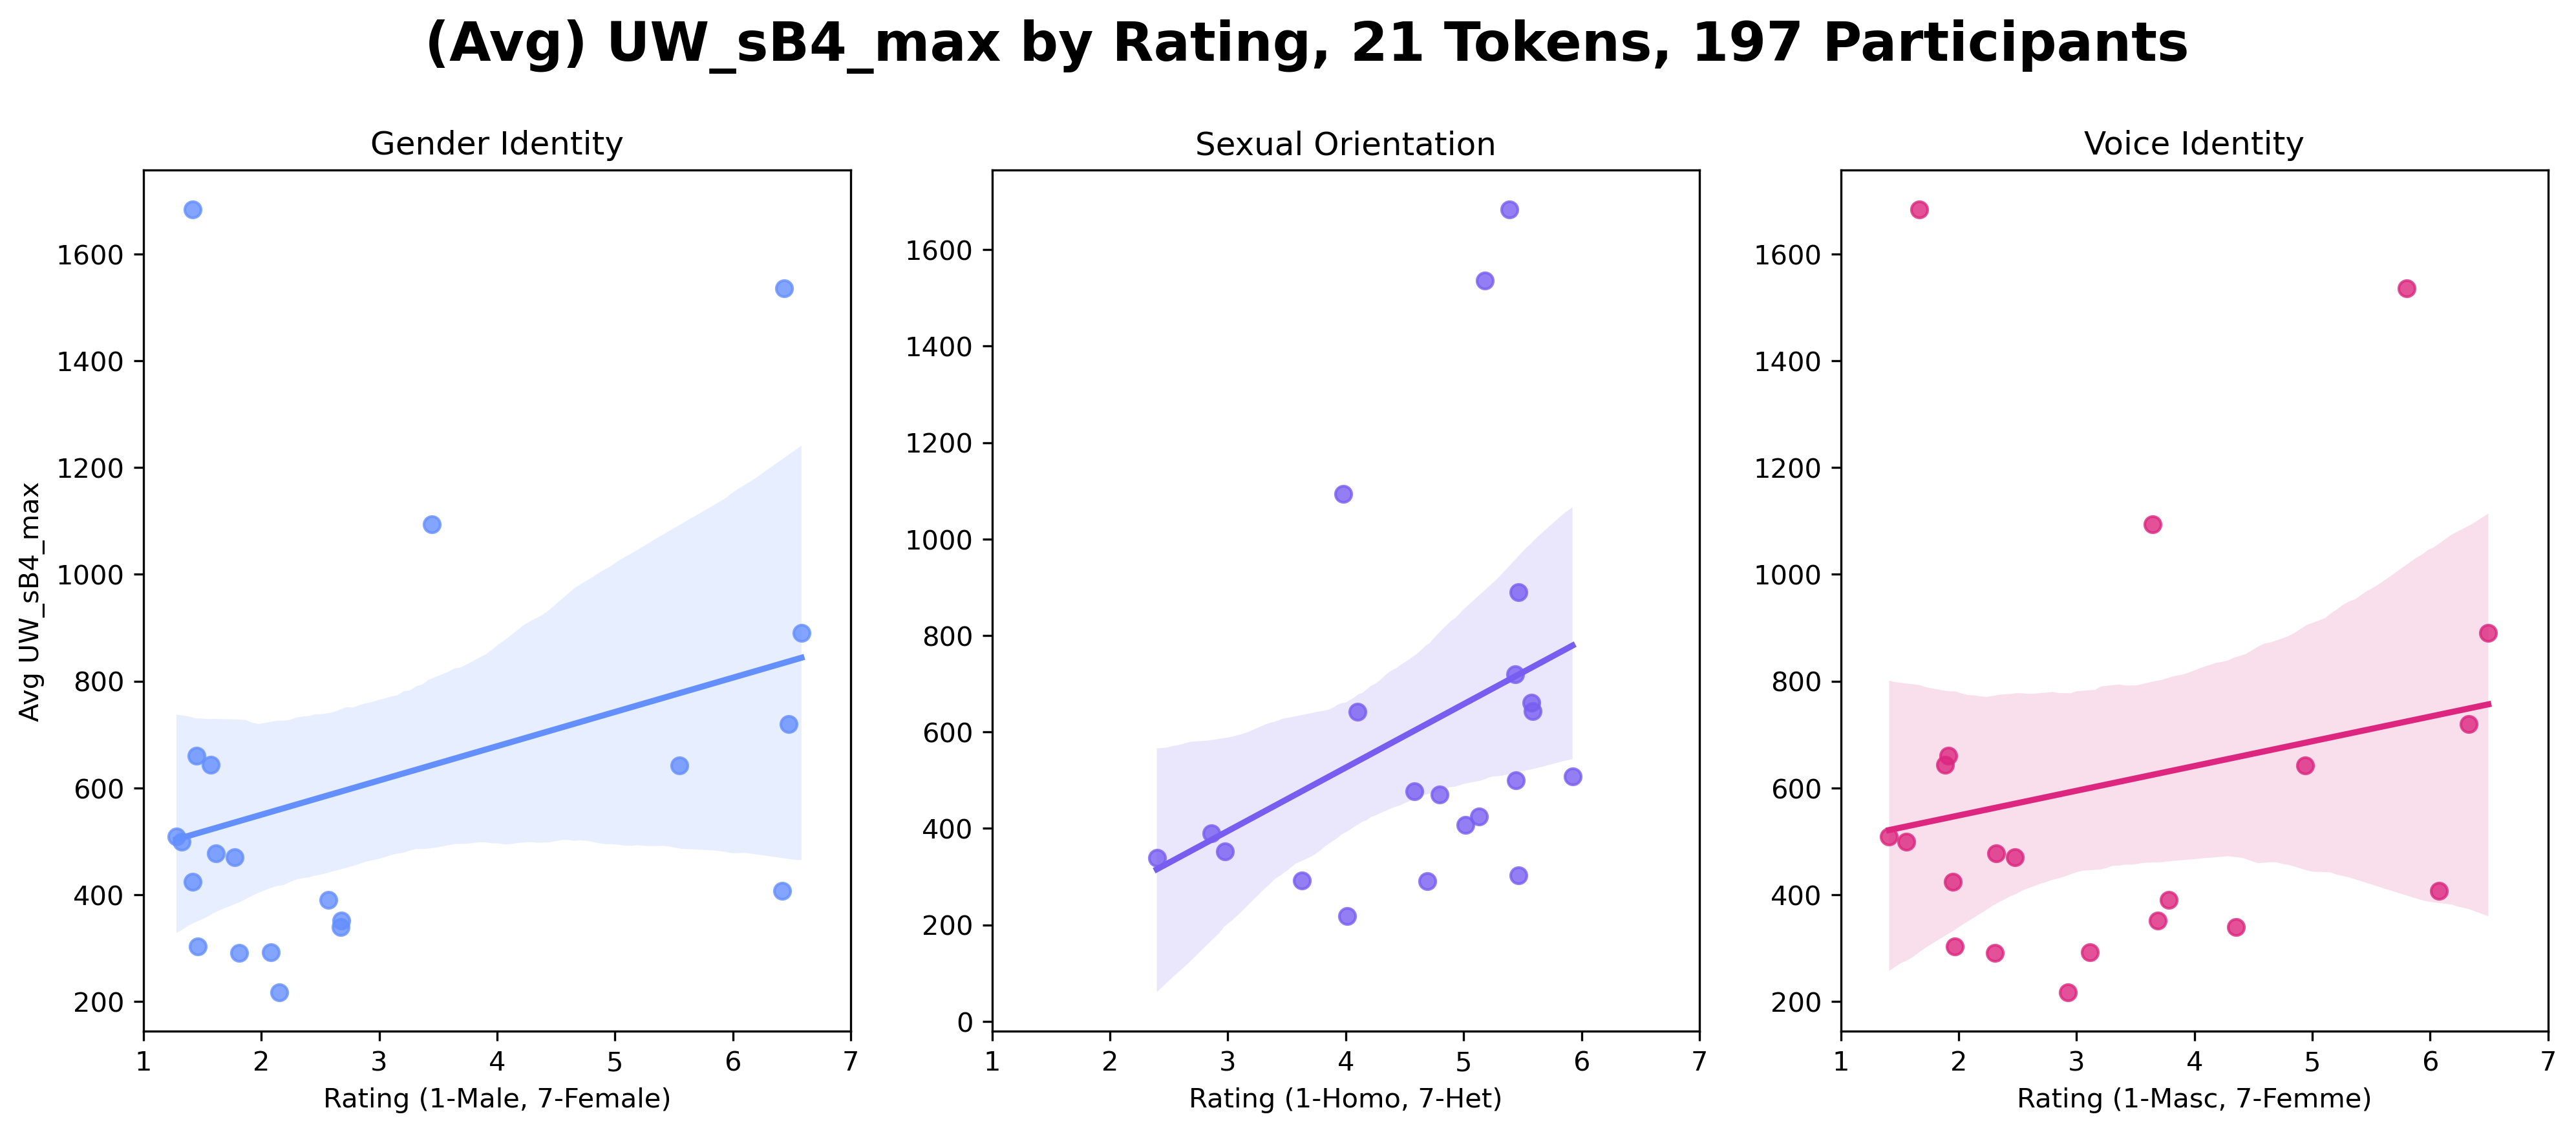 (Avg) UW_sB4_max by Rating, 21 Tokens, 197 Participants
Gender Identity
Avg UW_sB4_max
1600
1400
1200
1000
800
600
400
200
1 2 3 4 5 6 7
Rating (1-Male, 7-Female)
Sexual Orientation
1600
1400
1200
1000
800
600
400
200
0
1 2 3 4 5 6 7
Rating (1-Homo, 7-Het)
Voice Identity
1600
1400
1200
1000
800
600
400
200
1 2 3 4 5 6 7
Rating (1-Masc, 7-Femme)